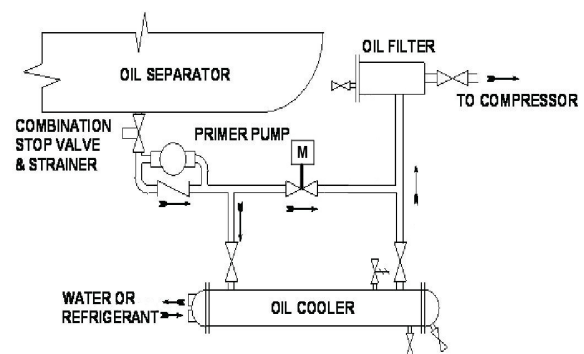 OIL FILTER
OIL SEPARATOR
TO COMPRESSOR
COMBINATION
STOP VALVE
& STRAINER
PRIMER PUMP
M
WATER OR
REFRIGERANT
OIL COOLER